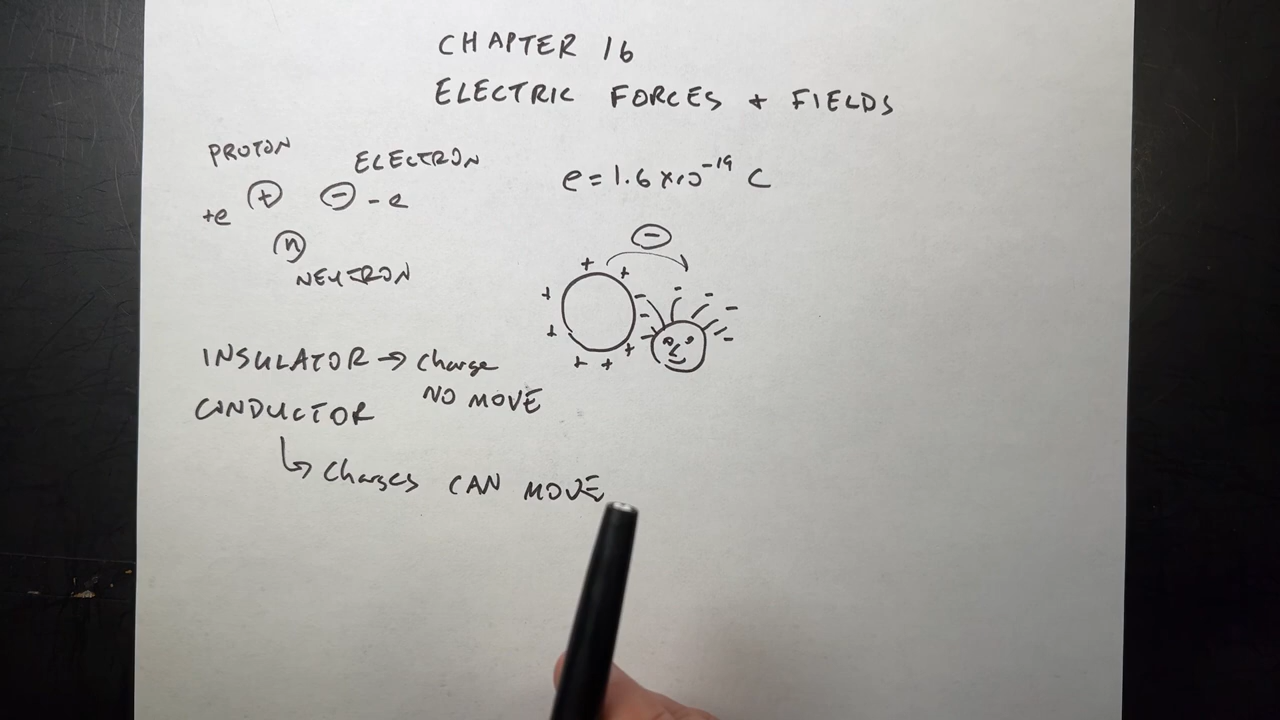 CHAPTER 16
ELECTRIC FORCES + FIELDS
PROTON
ELECTRON
e = 1.6 x 10^-19 C
+e + - -e
n
NEUTRON
-
+ + + + + + + +
- - - - - - -
INSULATOR → charge
NO MOVE
CONDUCTOR
↳ charges CAN MOVE